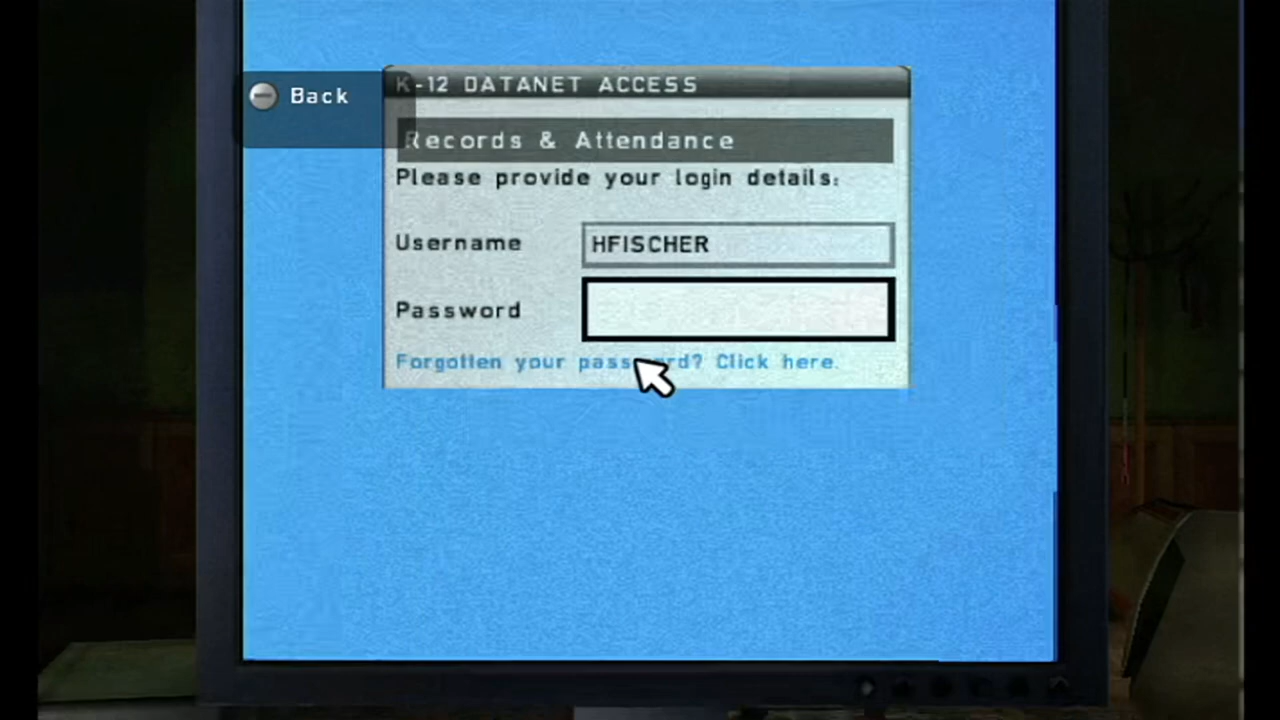 Back
K-12 DATANET ACCESS
Records & Attendance
Please provide your login details:
Username
HFISCHER
Password
Forgotten your password? Click here.